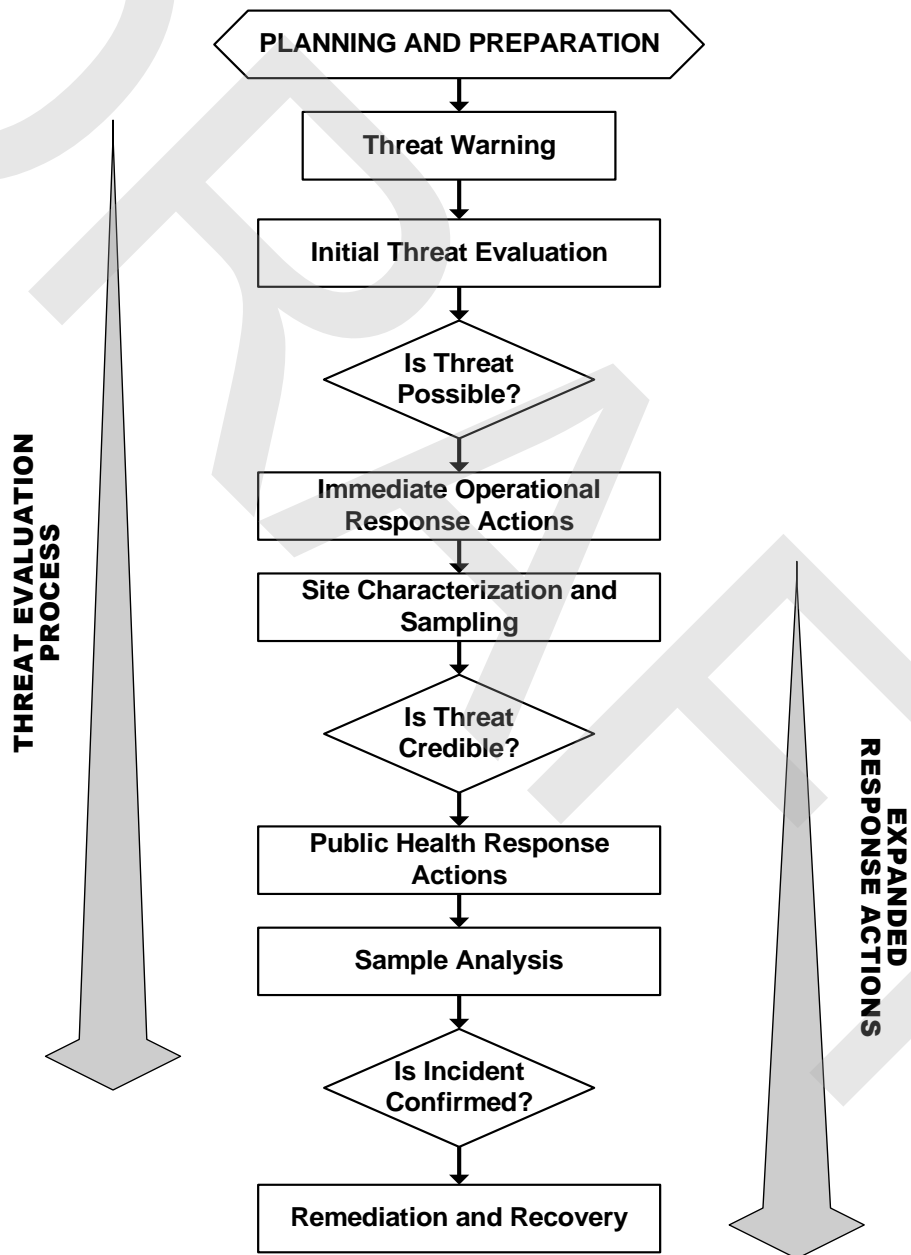 PLANNING AND PREPARATION
Threat Warning
Initial Threat Evaluation
Is Threat
Possible?
Immediate Operational
Response Actions
Site Characterization and
Sampling
Is Threat
Credible?
Public Health Response
Actions
Sample Analysis
Is Incident
Confirmed?
Remediation and Recovery
THREAT EVALUATION
PROCESS
EXPANDED
RESPONSE ACTIONS
DRAFT